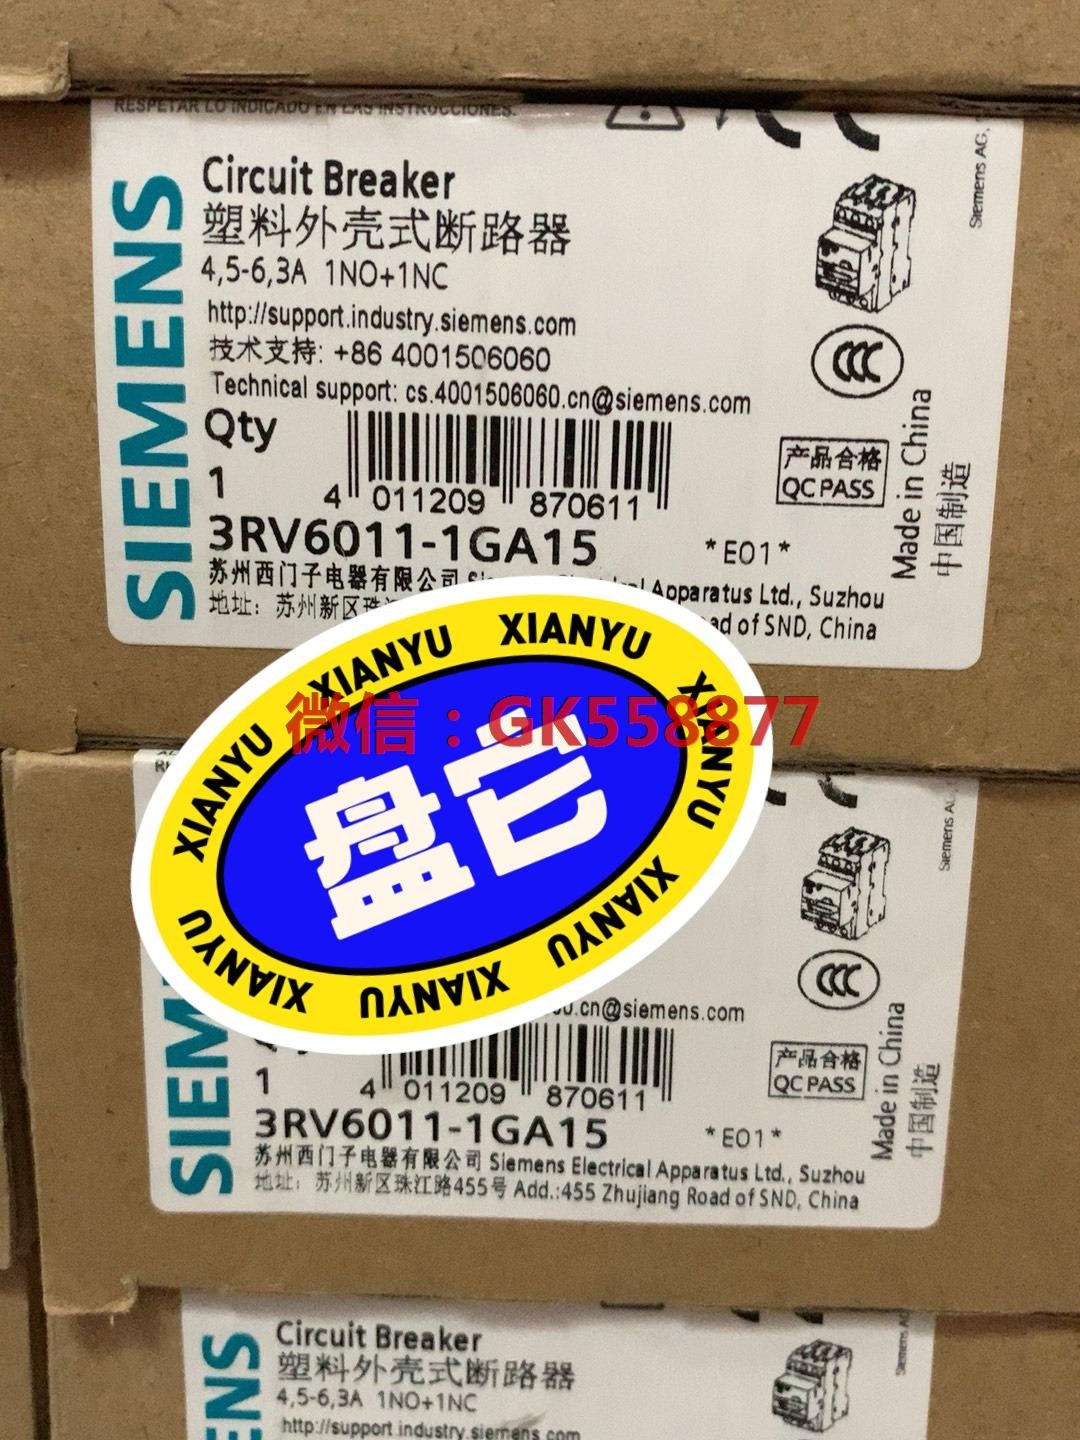 RESPETAR LO INDICADO EN LAS INSTRUCCIONES.
SIEMENS
Circuit Breaker
塑料外壳式断路器
4,5-6,3A 1NO+1NC
http://support.industry.siemens.com
技术支持: +86 4001506060
Technical support: cs.4001506060.cn@siemens.com
Qty
1
4 011209 870611
3RV6011-1GA15
*E01*
苏州西门子电器有限公司
Apparatus Ltd., Suzhou
地址: 苏州新区珠
ad of SND, China
CCC
产品合格
QC PASS
Made in China
中国制造
Siemens AG,
XIANYU XIANYU XIANYU XIANYU XIANYU XIANYU XIANYU XIANYU
微信：GK558877
盘它
SIEM
.cn@siemens.com
1
4 011209 870611
3RV6011-1GA15
*E01*
苏州西门子电器有限公司 Siemens Electrical Apparatus Ltd., Suzhou
地址: 苏州新区珠江路455号 Add.:455 Zhujiang Road of SND, China
CCC
产品合格
QC PASS
Made in China
中国制造
Siemens AG,
ENS
Circuit Breaker
塑料外壳式断路器
4,5-6,3A 1NO+1NC
http://support.industry.siemens.com
Siemens AG